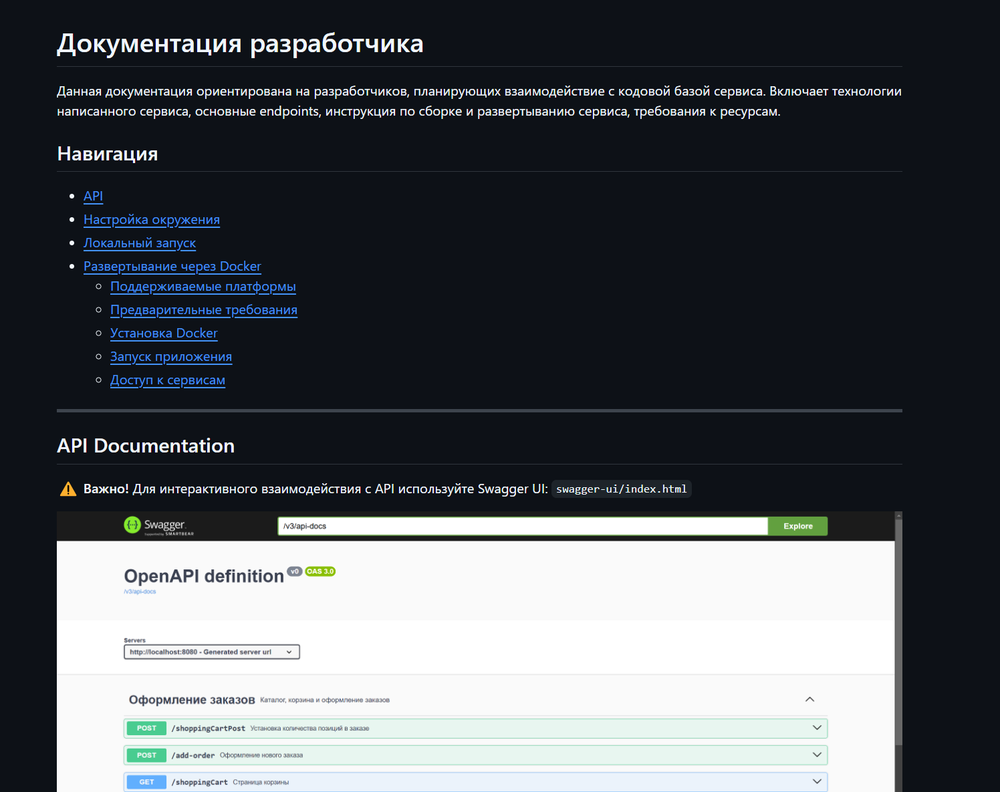 Документация разработчика
Данная документация ориентирована на разработчиков, планирующих взаимодействие с кодовой базой сервиса. Включает технологии
написанного сервиса, основные endpoints, инструкция по сборке и развертыванию сервиса, требования к ресурсам.
Навигация
API
Настройка окружения
Локальный запуск
Развертывание через Docker
Поддерживаемые платформы
Предварительные требования
Установка Docker
Запуск приложения
Доступ к сервисам
API Documentation
Важно! Для интерактивного взаимодействия с API используйте Swagger UI: swagger-ui/index.html
Swagger.
Supported by SMARTBEAR
/v3/api-docs
Explore
OpenAPI definition v0 OAS 3.0
/v3/api-docs
Servers
http://localhost:8080 - Generated server url
Оформление заказов Каталог, корзина и оформление заказов
POST /shoppingCartPost Установка количества позиций в заказе
POST /add-order Оформление нового заказа
GET /shoppingCart Страница корзины